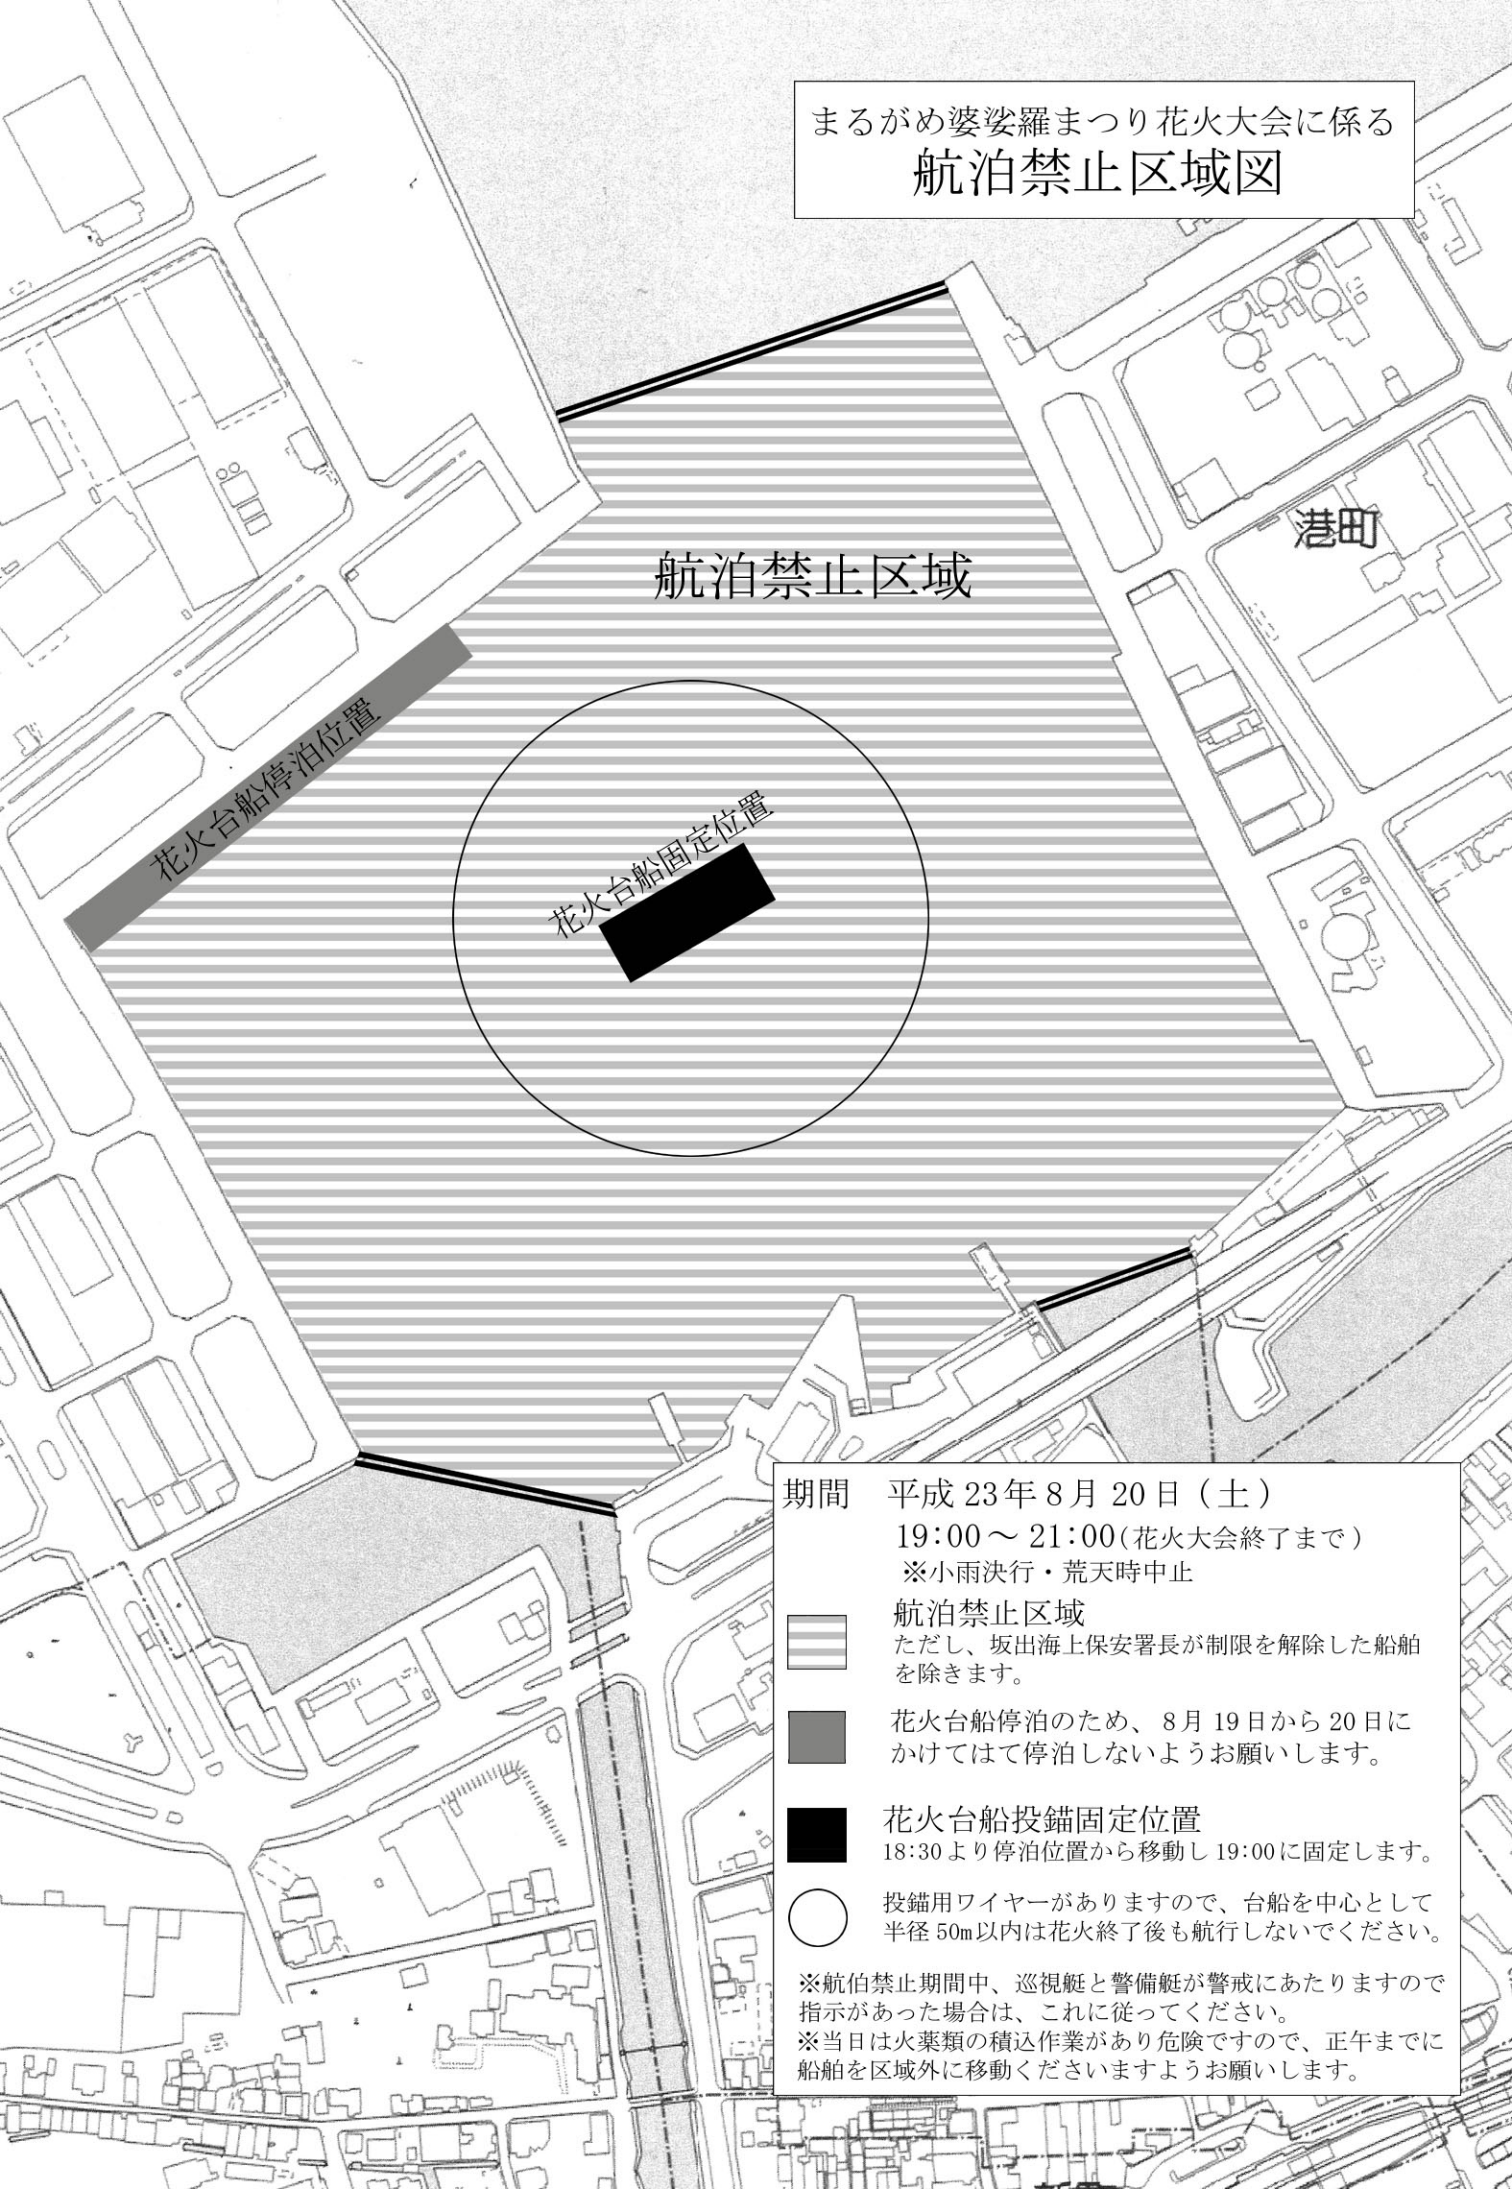 まるがめ婆娑羅まつり花火大会に係る
航泊禁止区域図
港町
航泊禁止区域
花火台船停泊位置
花火台船固定位置
期間　平成 23年 8月 20日（土）
19:00～ 21:00(花火大会終了まで)
※小雨決行・荒天時中止
航泊禁止区域
ただし、坂出海上保安署長が制限を解除した船舶
を除きます。
花火台船停泊のため、8月 19日から 20日に
かけてはて停泊しないようお願いします。
花火台船投錨固定位置
18:30より停泊位置から移動し 19:00に固定します。
投錨用ワイヤーがありますので、台船を中心として
半径 50m以内は花火終了後も航行しないでください。
※航伯禁止期間中、巡視艇と警備艇が警戒にあたりますので
指示があった場合は、これに従ってください。
※当日は火薬類の積込作業があり危険ですので、正午までに
船舶を区域外に移動くださいますようお願いします。